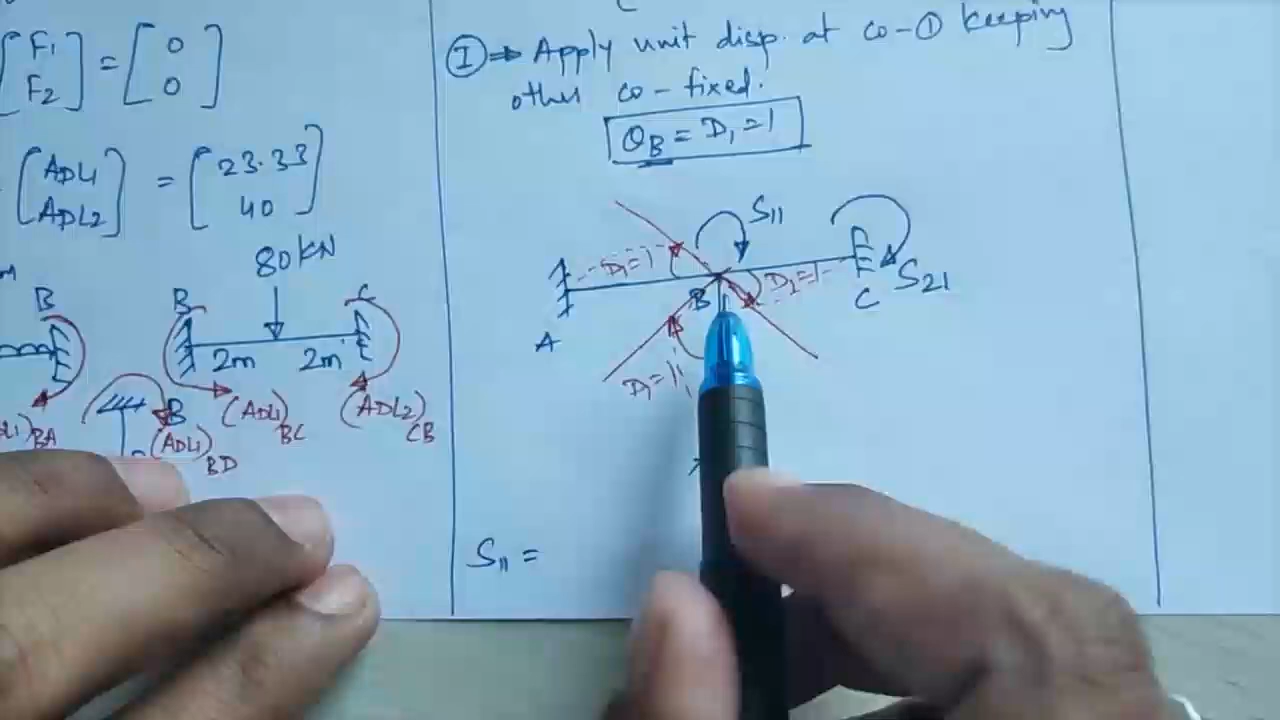 [F1
F2] = [0
0]
[ADL1
ADL2] = [23.33
40]
80 KN
B
B
C
2m
2m
BA
(ADL1)BC
(ADL2)CB
B
(ADL1)BD
I ⇒ Apply unit disp. at co-① keeping
other co-fixed.
θB = D1 = 1
S11
D1=1
D1=1
A
B
C
S21
D1=1
S11 =